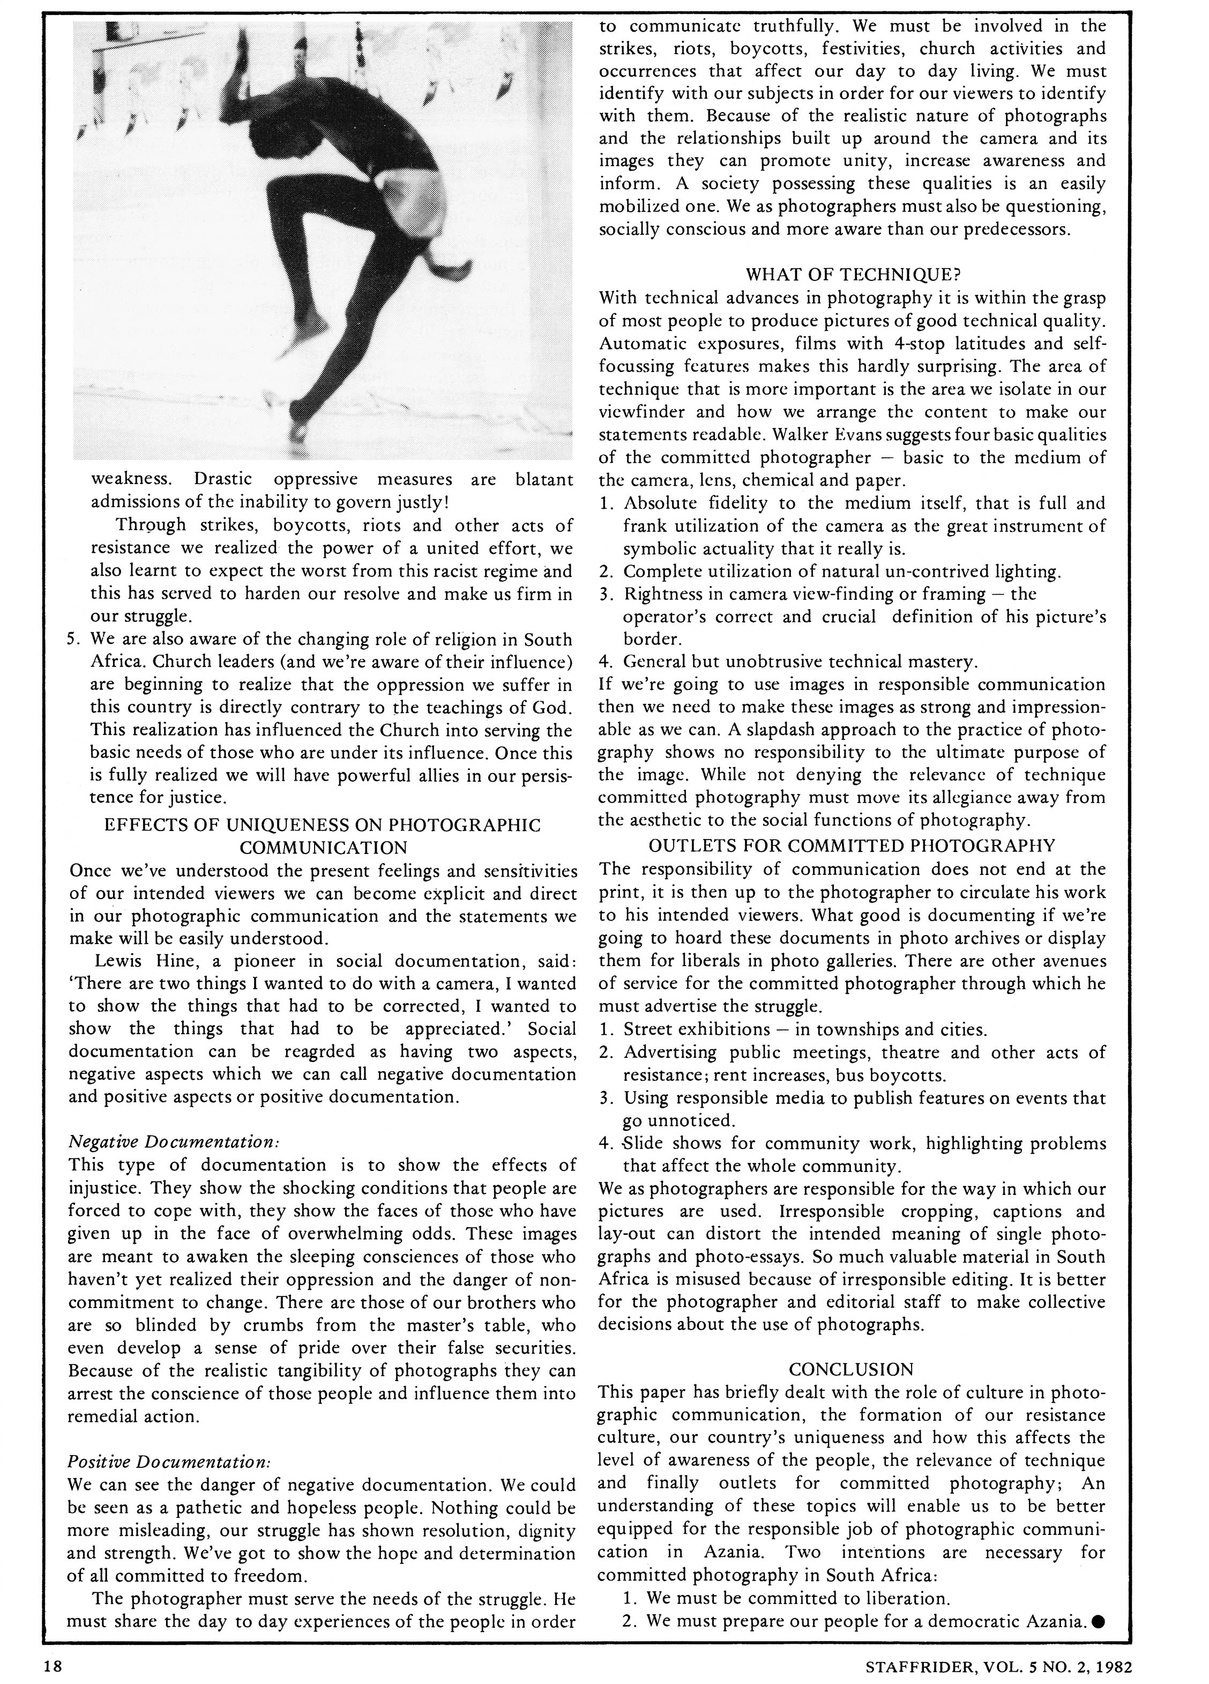 weakness. Drastic oppressive measures are blatant
admissions of the inability to govern justly!
Through strikes, boycotts, riots and other acts of
resistance we realized the power of a united effort, we
also learnt to expect the worst from this racist regime and
this has served to harden our resolve and make us firm in
our struggle.
5. We are also aware of the changing role of religion in South
Africa. Church leaders (and we're aware of their influence)
are beginning to realize that the oppression we suffer in
this country is directly contrary to the teachings of God.
This realization has influenced the Church into serving the
basic needs of those who are under its influence. Once this
is fully realized we will have powerful allies in our persis-
tence for justice.
EFFECTS OF UNIQUENESS ON PHOTOGRAPHIC
COMMUNICATION
Once we've understood the present feelings and sensitivities
of our intended viewers we can become explicit and direct
in our photographic communication and the statements we
make will be easily understood.
Lewis Hine, a pioneer in social documentation, said:
'There are two things I wanted to do with a camera, I wanted
to show the things that had to be corrected, I wanted to
show the things that had to be appreciated.' Social
documentation can be reagrded as having two aspects,
negative aspects which we can call negative documentation
and positive aspects or positive documentation.
Negative Documentation:
This type of documentation is to show the effects of
injustice. They show the shocking conditions that people are
forced to cope with, they show the faces of those who have
given up in the face of overwhelming odds. These images
are meant to awaken the sleeping consciences of those who
haven't yet realized their oppression and the danger of non-
commitment to change. There are those of our brothers who
are so blinded by crumbs from the master's table, who
even develop a sense of pride over their false securities.
Because of the realistic tangibility of photographs they can
arrest the conscience of those people and influence them into
remedial action.
Positive Documentation:
We can see the danger of negative documentation. We could
be seen as a pathetic and hopeless people. Nothing could be
more misleading, our struggle has shown resolution, dignity
and strength. We've got to show the hope and determination
of all committed to freedom.
The photographer must serve the needs of the struggle. He
must share the day to day experiences of the people in order
to communicate truthfully. We must be involved in the
strikes, riots, boycotts, festivities, church activities and
occurrences that affect our day to day living. We must
identify with our subjects in order for our viewers to identify
with them. Because of the realistic nature of photographs
and the relationships built up around the camera and its
images they can promote unity, increase awareness and
inform. A society possessing these qualities is an easily
mobilized one. We as photographers must also be questioning,
socially conscious and more aware than our predecessors.
WHAT OF TECHNIQUE?
With technical advances in photography it is within the grasp
of most people to produce pictures of good technical quality.
Automatic exposures, films with 4-stop latitudes and self-
focussing features makes this hardly surprising. The area of
technique that is more important is the area we isolate in our
viewfinder and how we arrange the content to make our
statements readable. Walker Evans suggests four basic qualities
of the committed photographer — basic to the medium of
the camera, lens, chemical and paper.
1. Absolute fidelity to the medium itself, that is full and
frank utilization of the camera as the great instrument of
symbolic actuality that it really is.
2. Complete utilization of natural un-contrived lighting.
3. Rightness in camera view-finding or framing — the
operator's correct and crucial definition of his picture's
border.
4. General but unobtrusive technical mastery.
If we're going to use images in responsible communication
then we need to make these images as strong and impression-
able as we can. A slapdash approach to the practice of photo-
graphy shows no responsibility to the ultimate purpose of
the image. While not denying the relevance of technique
committed photography must move its allegiance away from
the aesthetic to the social functions of photography.
OUTLETS FOR COMMITTED PHOTOGRAPHY
The responsibility of communication does not end at the
print, it is then up to the photographer to circulate his work
to his intended viewers. What good is documenting if we're
going to hoard these documents in photo archives or display
them for liberals in photo galleries. There are other avenues
of service for the committed photographer through which he
must advertise the struggle.
1. Street exhibitions — in townships and cities.
2. Advertising public meetings, theatre and other acts of
resistance; rent increases, bus boycotts.
3. Using responsible media to publish features on events that
go unnoticed.
4. Slide shows for community work, highlighting problems
that affect the whole community.
We as photographers are responsible for the way in which our
pictures are used. Irresponsible cropping, captions and
lay-out can distort the intended meaning of single photo-
graphs and photo-essays. So much valuable material in South
Africa is misused because of irresponsible editing. It is better
for the photographer and editorial staff to make collective
decisions about the use of photographs.
CONCLUSION
This paper has briefly dealt with the role of culture in photo-
graphic communication, the formation of our resistance
culture, our country's uniqueness and how this affects the
level of awareness of the people, the relevance of technique
and finally outlets for committed photography; An
understanding of these topics will enable us to be better
equipped for the responsible job of photographic communi-
cation in Azania. Two intentions are necessary for
committed photography in South Africa:
1. We must be committed to liberation.
2. We must prepare our people for a democratic Azania.●
18
STAFFRIDER, VOL. 5 NO. 2, 1982